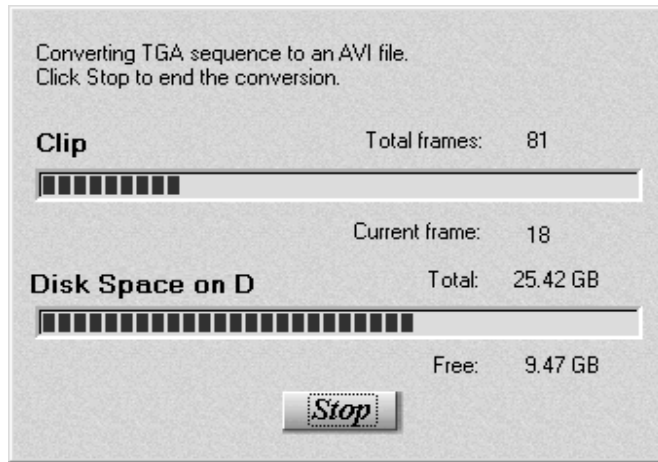 Converting TGA sequence to an AVI file.
Click Stop to end the conversion.
Clip Total frames: 81
Current frame: 18
Disk Space on D Total: 25.42 GB
Free: 9.47 GB
Stop